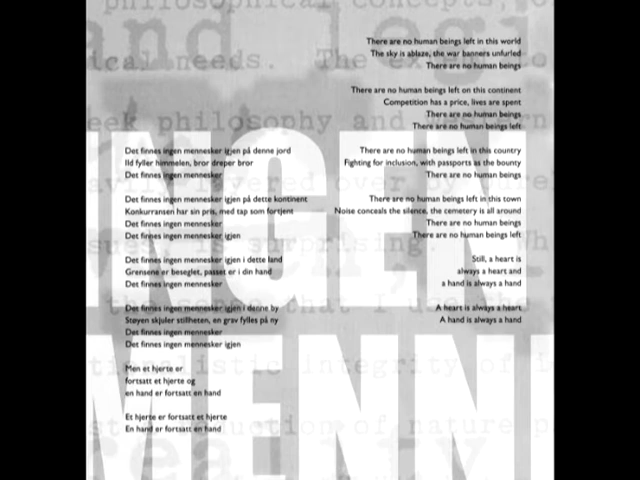 philosophical concepts, o
and logi
ical needs. The exec
eek philosophy and
INGEN
MENN
Det finnes ingen mennesker igjen på denne jord
Ild fyller himmelen, bror dreper bror
Det finnes ingen mennesker
Det finnes ingen mennesker igjen på dette kontinent
Konkurransen har sin pris, med tap som fortjent
Det finnes ingen mennesker
Det finnes ingen mennesker igjen
Det finnes ingen mennesker igjen i dette land
Grensene er beseglet, passet er i din hand
Det finnes ingen mennesker
Det finnes ingen mennesker igjen i denne by
Støyen skjuler stillheten, en grav fylles på ny
Det finnes ingen mennesker
Det finnes ingen mennesker igjen
Men et hjerte er
fortsatt et hjerte og
en hand er fortsatt en hand
Et hjerte er fortsatt et hjerte
En hand er fortsatt en hand
There are no human beings left in this world
The sky is ablaze, the war banners unfurled
There are no human beings
There are no human beings left on this continent
Competition has a price, lives are spent
There are no human beings
There are no human beings left
There are no human beings left in this country
Fighting for inclusion, with passports as the bounty
There are no human beings
There are no human beings left in this town
Noise conceals the silence, the cemetery is all around
There are no human beings
There are no human beings left
Still, a heart is
always a heart and
a hand is always a hand
A heart is always a heart
A hand is always a hand